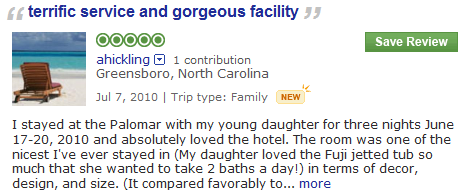 “ terrific service and gorgeous facility ”
Save Review
ahickling 1 contribution
Greensboro, North Carolina
Jul 7, 2010 | Trip type: Family NEW
I stayed at the Palomar with my young daughter for three nights June
17-20, 2010 and absolutely loved the hotel. The room was one of the
nicest I've ever stayed in (My daughter loved the Fuji jetted tub so
much that she wanted to take 2 baths a day!) in terms of decor,
design, and size. (It compared favorably to... more